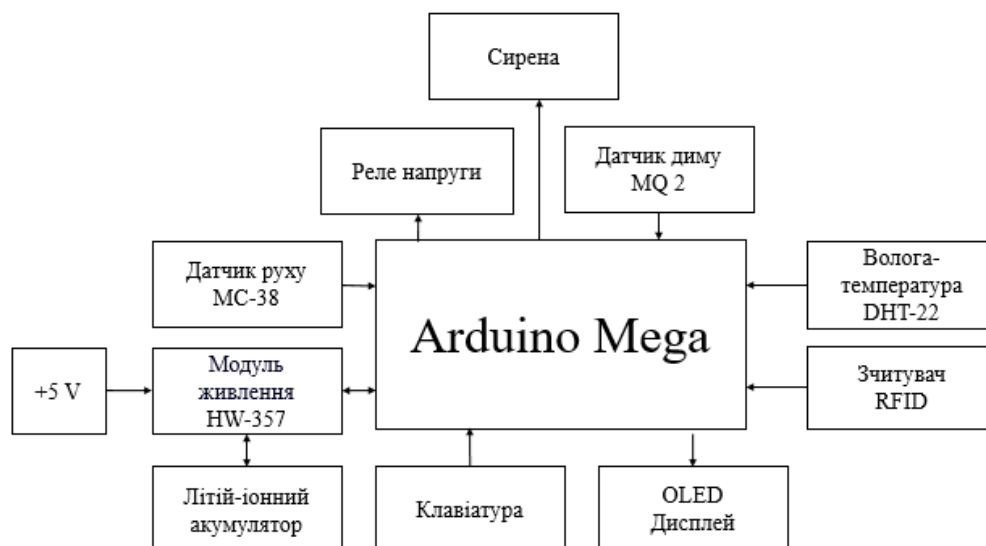 Сирена
Реле напруги
Датчик диму
MQ 2
Датчик руху
MC-38
Arduino Mega
Волога-
температура
DHT-22
+5 V
Модуль
живлення
HW-357
Зчитувач
RFID
Літій-іонний
акумулятор
Клавіатура
OLED
Дисплей